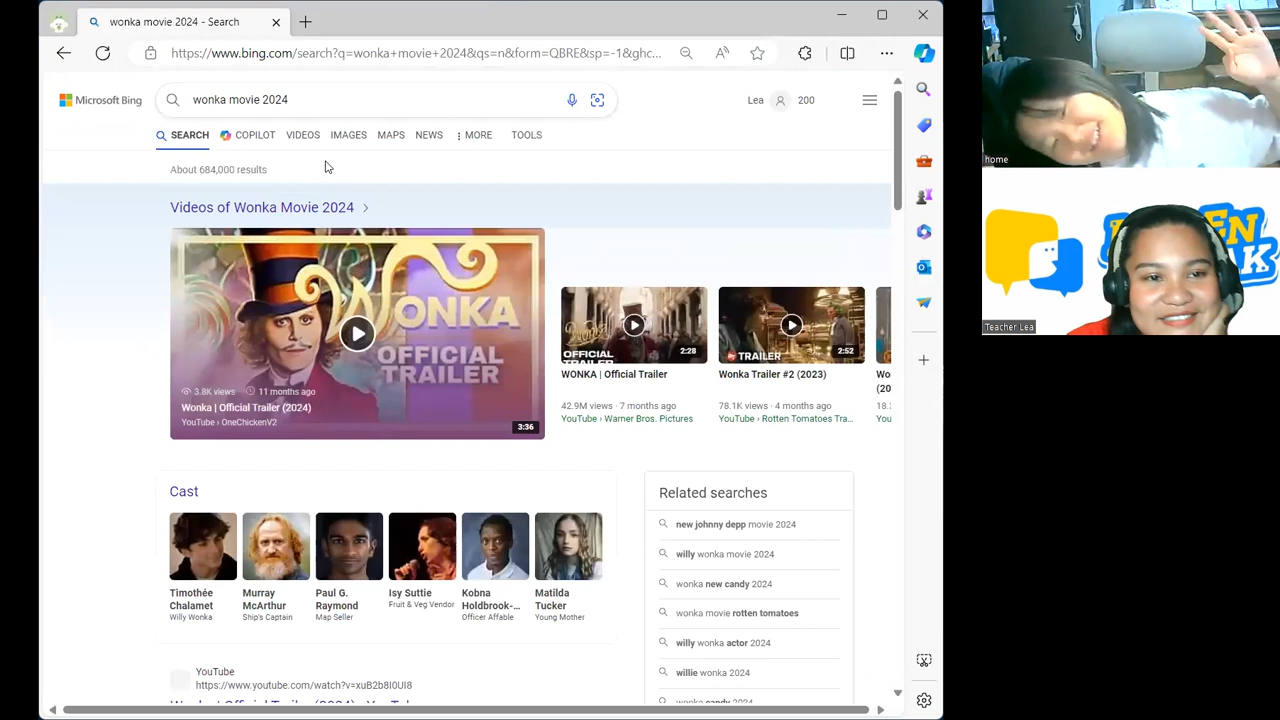 wonka movie 2024 - Search
https://www.bing.com/search?q=wonka+movie+2024&qs=n&form=QBRE&sp=-1&ghc...
Microsoft Bing
wonka movie 2024
Lea
200
SEARCH
COPILOT
VIDEOS
IMAGES
MAPS
NEWS
MORE
TOOLS
About 684,000 results
Videos of Wonka Movie 2024
WONKA
OFFICIAL
TRAILER
3.8K views
11 months ago
Wonka | Official Trailer (2024)
YouTube › OneChickenV2
3:36
OFFICIAL
TRAILER
2:28
WONKA | Official Trailer
42.9M views · 7 months ago
YouTube › Warner Bros. Pictures
TRAILER
2:52
Wonka Trailer #2 (2023)
78.1K views · 4 months ago
YouTube › Rotten Tomatoes Tra...
Wo
(20
18.
You
Cast
Timothée
Chalamet
Willy Wonka
Murray
McArthur
Ship's Captain
Paul G.
Raymond
Map Seller
Isy Suttie
Fruit & Veg Vendor
Kobna
Holdbrook-...
Officer Affable
Matilda
Tucker
Young Mother
Related searches
new johnny depp movie 2024
willy wonka movie 2024
wonka new candy 2024
wonka movie rotten tomatoes
willy wonka actor 2024
willie wonka 2024
YouTube
https://www.youtube.com/watch?v=xuB2b8I0UI8
home
Teacher Lea